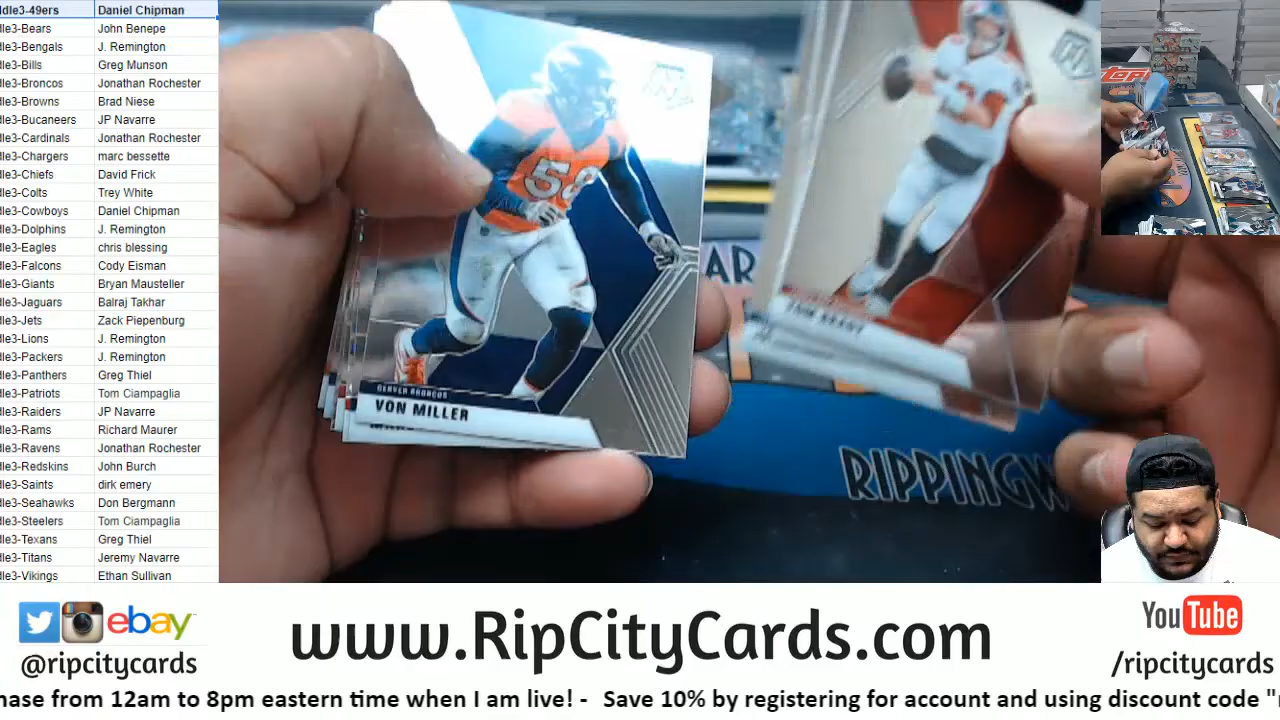 dle3-49ers Daniel Chipman
dle3-Bears John Benepe
dle3-Bengals J. Remington
dle3-Bills Greg Munson
dle3-Broncos Jonathan Rochester
dle3-Browns Brad Niese
dle3-Bucaneers JP Navarre
dle3-Cardinals Jonathan Rochester
dle3-Chargers marc bessette
dle3-Chiefs David Frick
dle3-Colts Trey White
dle3-Cowboys Daniel Chipman
dle3-Dolphins J. Remington
dle3-Eagles chris blessing
dle3-Falcons Cody Eisman
dle3-Giants Bryan Mausteller
dle3-Jaguars Balraj Takhar
dle3-Jets Zack Piepenburg
dle3-Lions J. Remington
dle3-Packers J. Remington
dle3-Panthers Greg Thiel
dle3-Patriots Tom Ciampaglia
dle3-Raiders JP Navarre
dle3-Rams Richard Maurer
dle3-Ravens Jonathan Rochester
dle3-Redskins John Burch
dle3-Saints dirk emery
dle3-Seahawks Don Bergmann
dle3-Steelers Tom Ciampaglia
dle3-Texans Greg Thiel
dle3-Titans Jeremy Navarre
dle3-Vikings Ethan Sullivan
58
DENVER BRONCOS
VON MILLER
TOM BRADY
AR
RIPPINGW
Topps
ebay
@ripcitycards
www.RipCityCards.com
YouTube
/ripcitycards
hase from 12am to 8pm eastern time when I am live! - Save 10% by registering for account and using discount code "